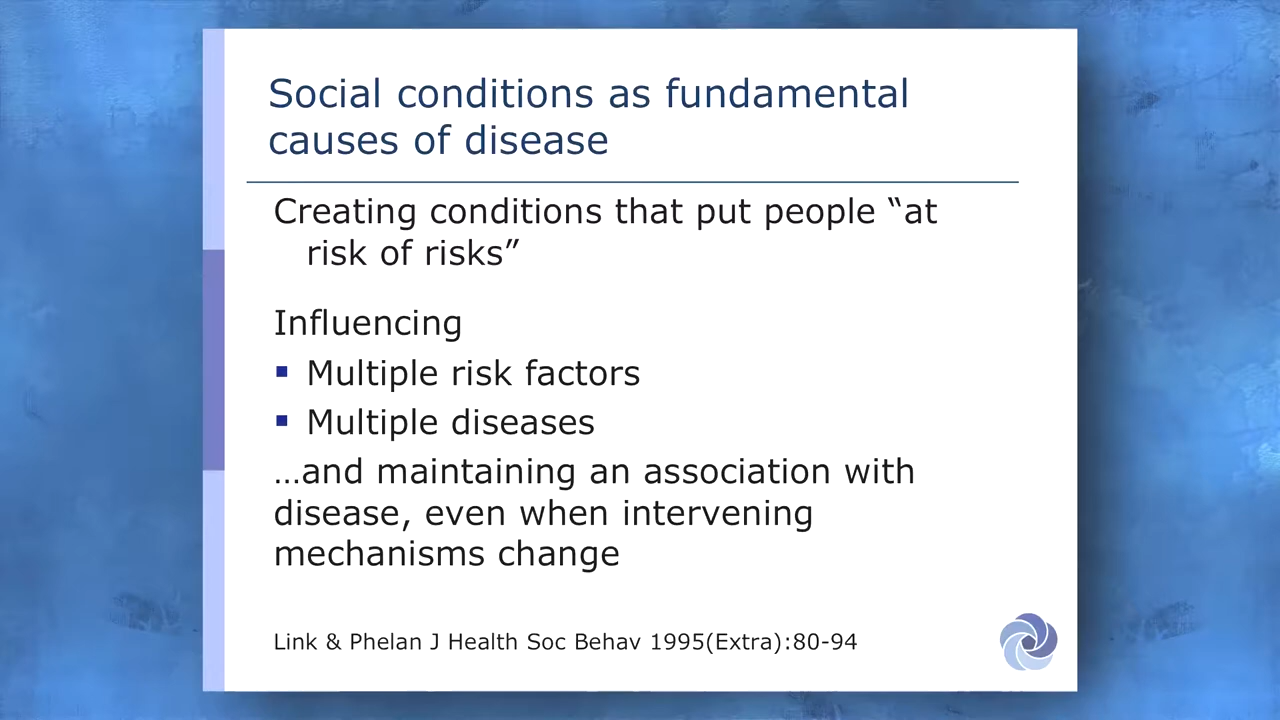 Social conditions as fundamental
causes of disease
Creating conditions that put people “at
risk of risks”
Influencing
▪ Multiple risk factors
▪ Multiple diseases
…and maintaining an association with
disease, even when intervening
mechanisms change
Link & Phelan J Health Soc Behav 1995(Extra):80-94